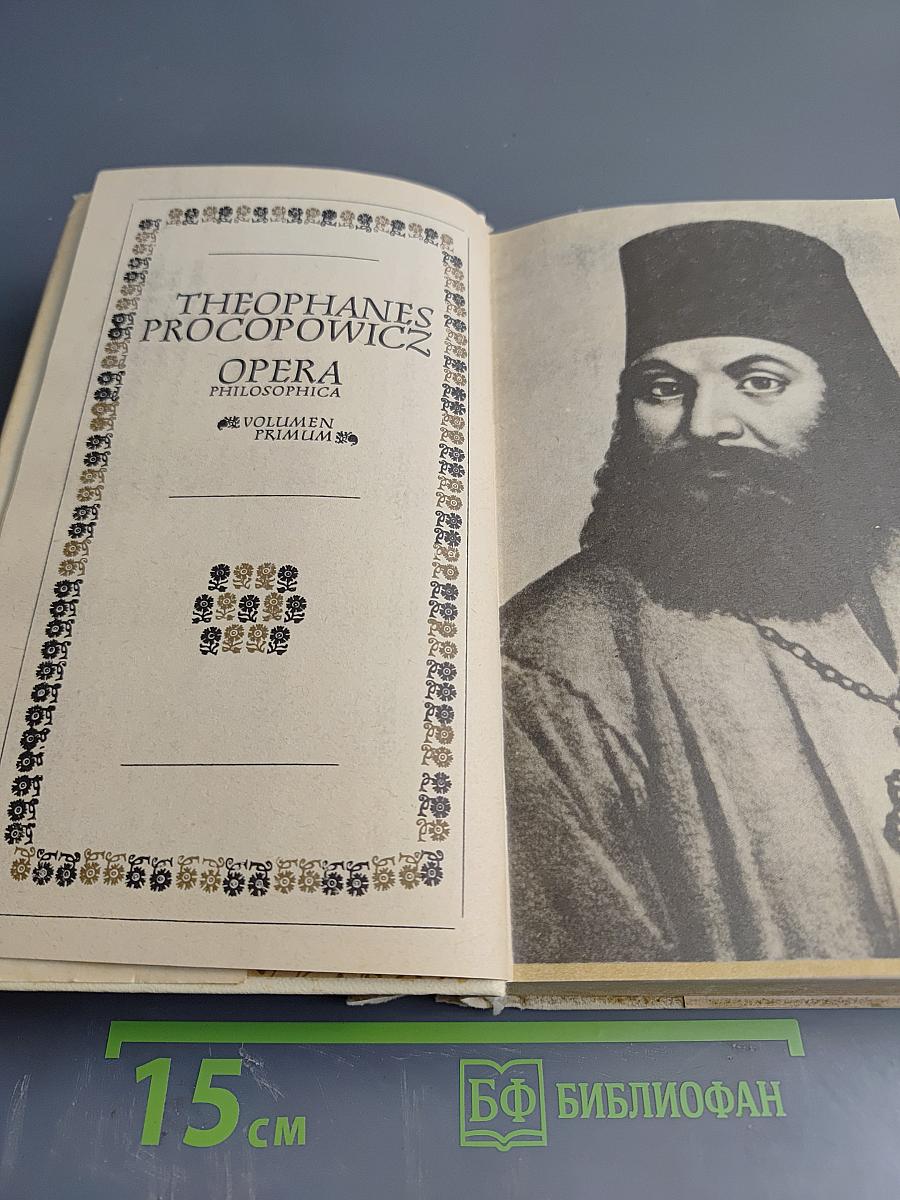 THEOPHANES
PROCOPOWICZ
OPERA
PHILOSOPHICA
VOLUMEN
PRIMUM
15 см
БФ БИБЛИОФАН